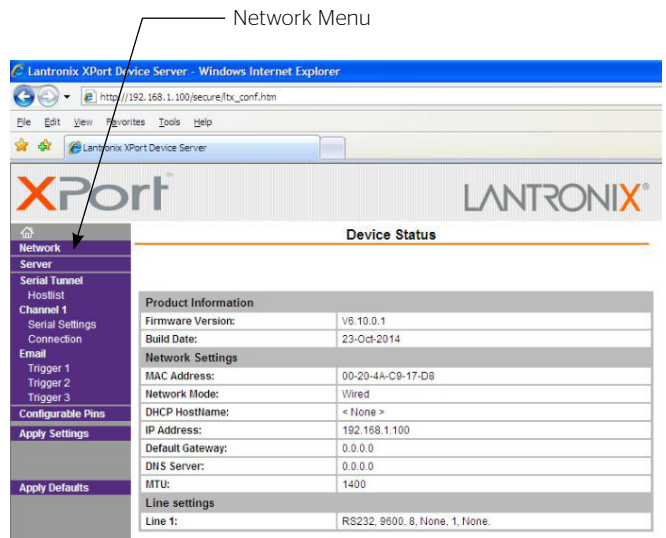 Network Menu
Lantronix XPort Device Server - Windows Internet Explorer
http://192.168.1.100/secure/ltx_conf.htm
File Edit View Favorites Tools Help
Lantronix XPort Device Server
XPort™
LANTRONIX®
Device Status
Network
Server
Serial Tunnel
Hostlist
Channel 1
Serial Settings
Connection
Email
Trigger 1
Trigger 2
Trigger 3
Configurable Pins
Apply Settings
Apply Defaults
Product Information
Firmware Version: V6.10.0.1
Build Date: 23-Oct-2014
Network Settings
MAC Address: 00-20-4A-C9-17-D8
Network Mode: Wired
DHCP HostName: < None >
IP Address: 192.168.1.100
Default Gateway: 0.0.0.0
DNS Server: 0.0.0.0
MTU: 1400
Line settings
Line 1: RS232, 9600, 8, None, 1, None.